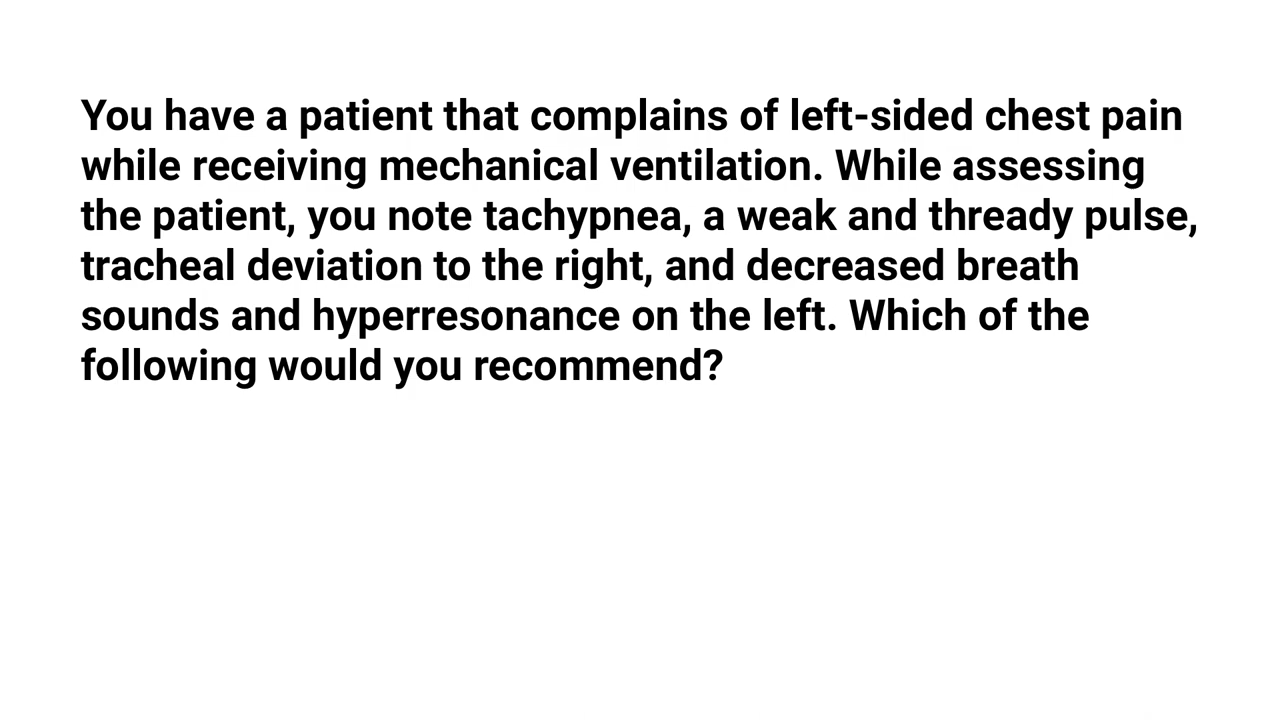 You have a patient that complains of left-sided chest pain
while receiving mechanical ventilation. While assessing
the patient, you note tachypnea, a weak and thready pulse,
tracheal deviation to the right, and decreased breath
sounds and hyperresonance on the left. Which of the
following would you recommend?